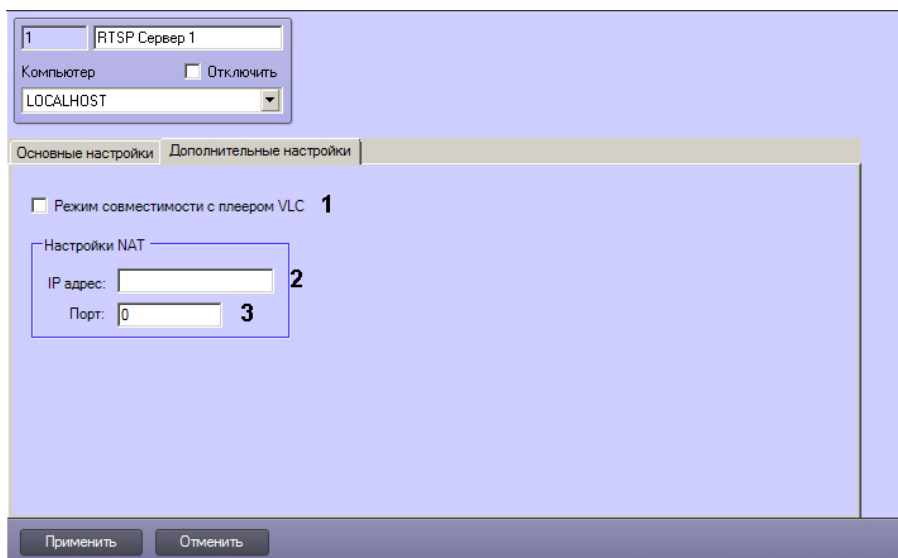 1 RTSP Сервер 1
Компьютер Отключить
LOCALHOST
Основные настройки Дополнительные настройки
Режим совместимости с плеером VLC 1
Настройки NAT
IP адрес: 2
Порт: 0 3
Применить Отменить